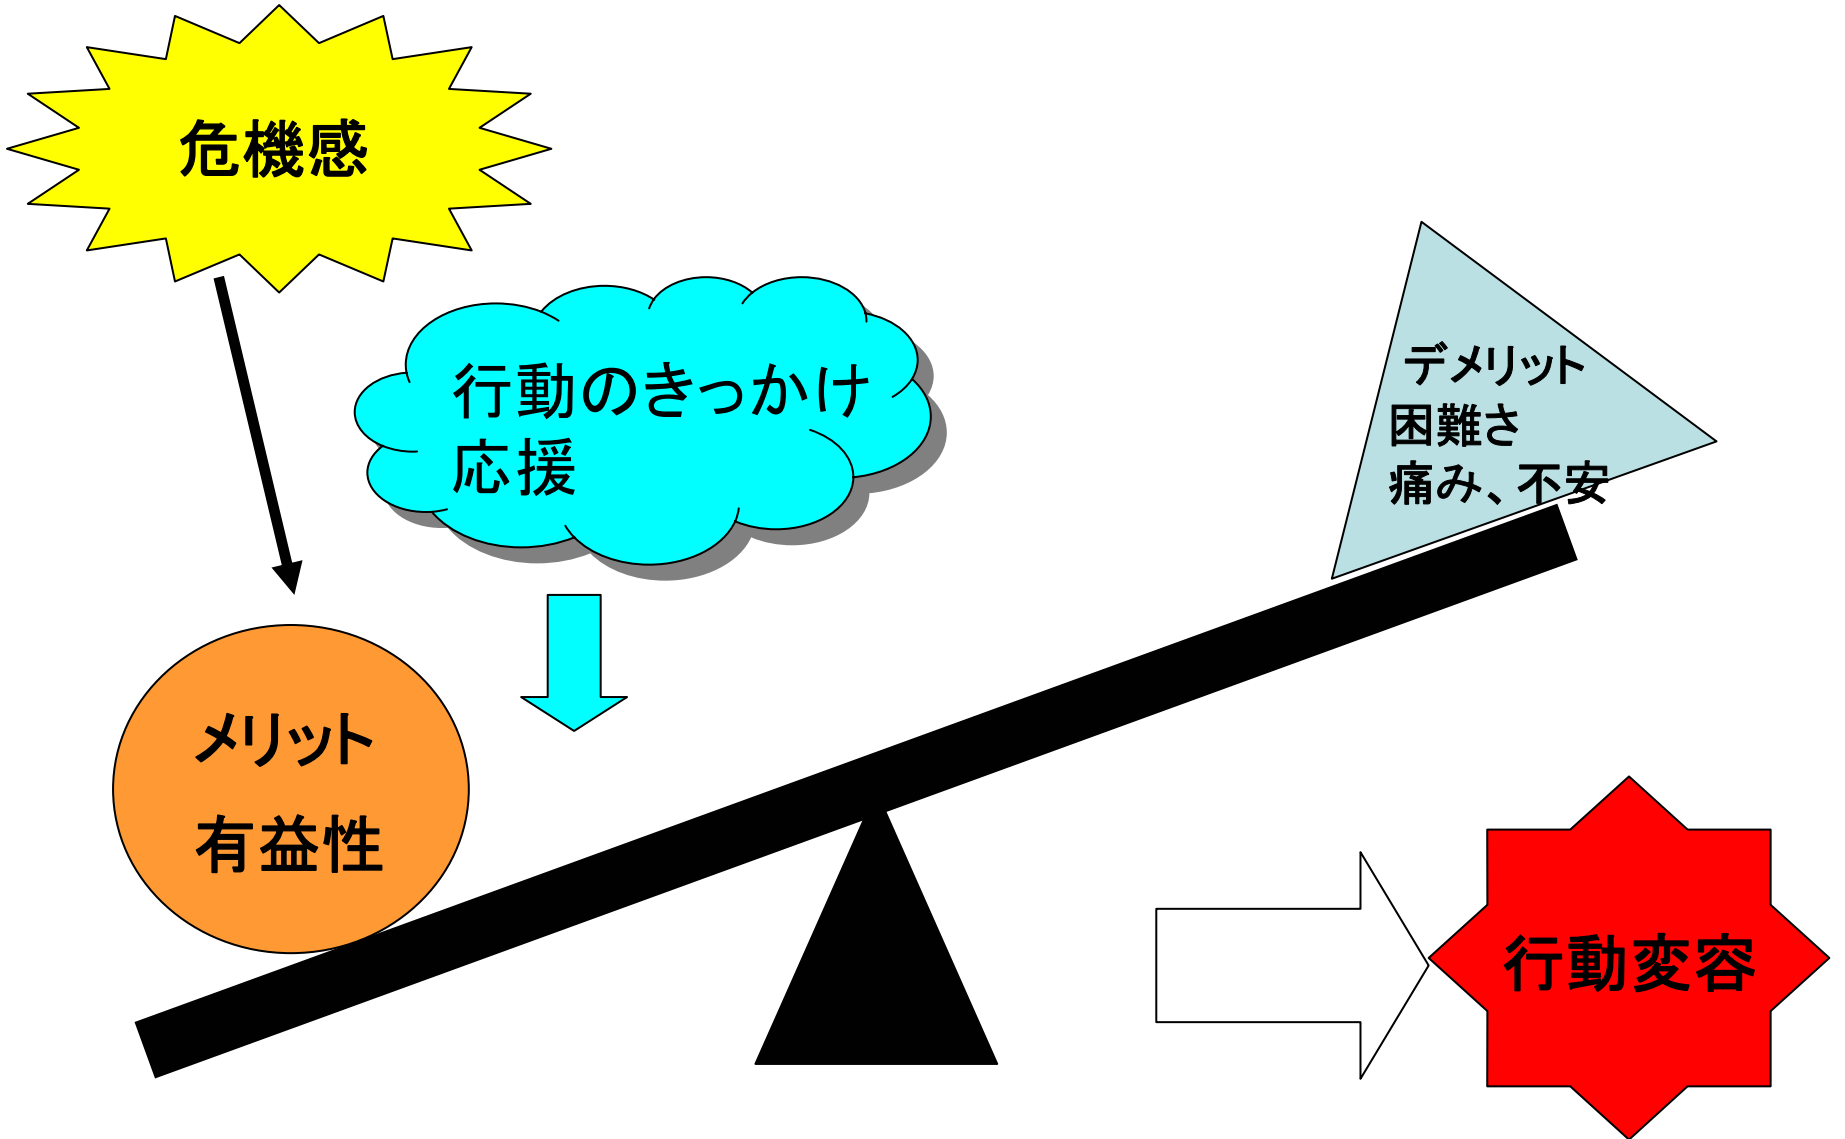 危機感
行動のきっかけ
応援
デメリット
困難さ
痛み、不安
メリット
有益性
行動変容